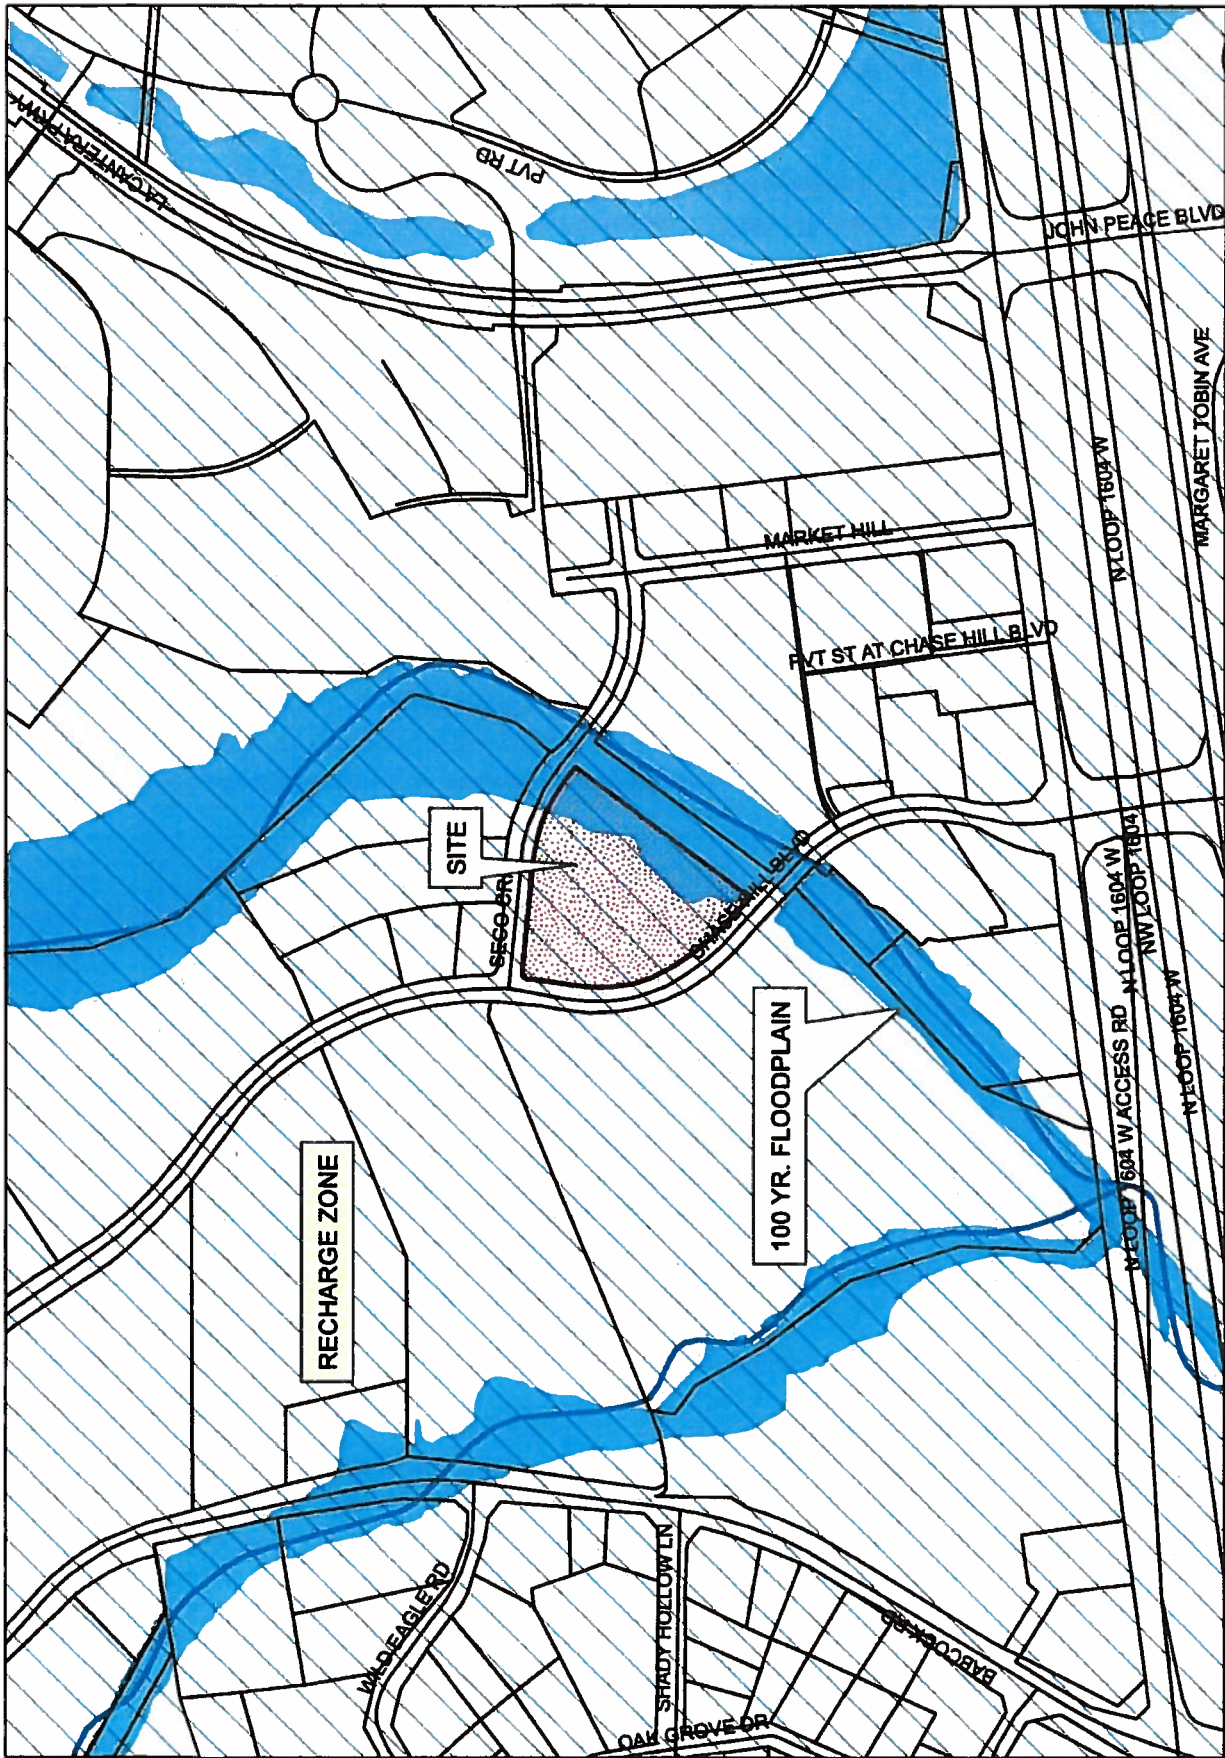 LA CANTERA PKWY
PVT RD
JOHN PEACE BLVD
MARGARET TOBIN AVE
N LOOP 1604 W
MARKET HILL
PVT ST AT CHASE HILL BLVD
SITE
SECO CR
CHASE HILL BLVD
N LOOP 1604 W
NW LOOP 1604
N LOOP 1604 W
N LOOP 1604 W ACCESS RD
100 YR. FLOODPLAIN
RECHARGE ZONE
WILD EAGLE RD
SHADY HOLLOW LN
BABCOCK RD
OAK GROVE DR